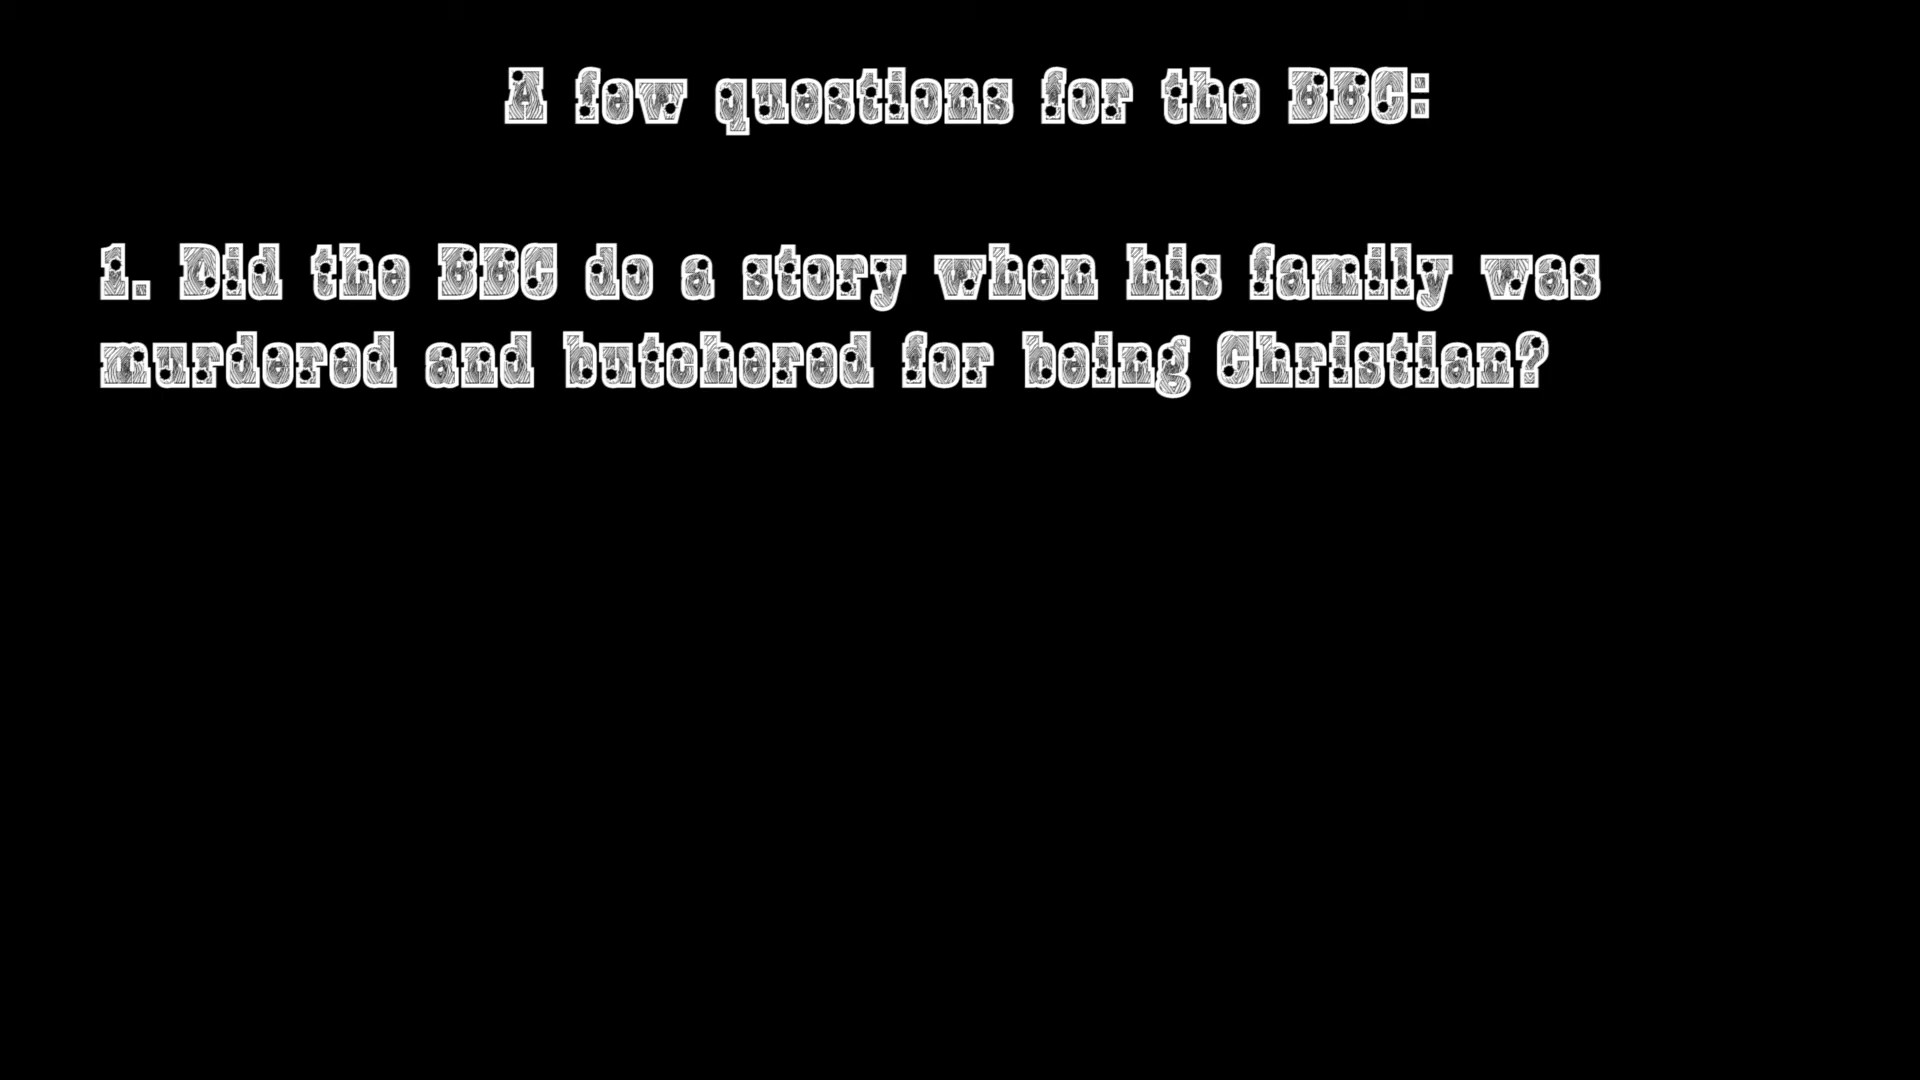 A few questions for the BBC:
1. Did the BBC do a story when his family was
murdered and butchered for being Christian?